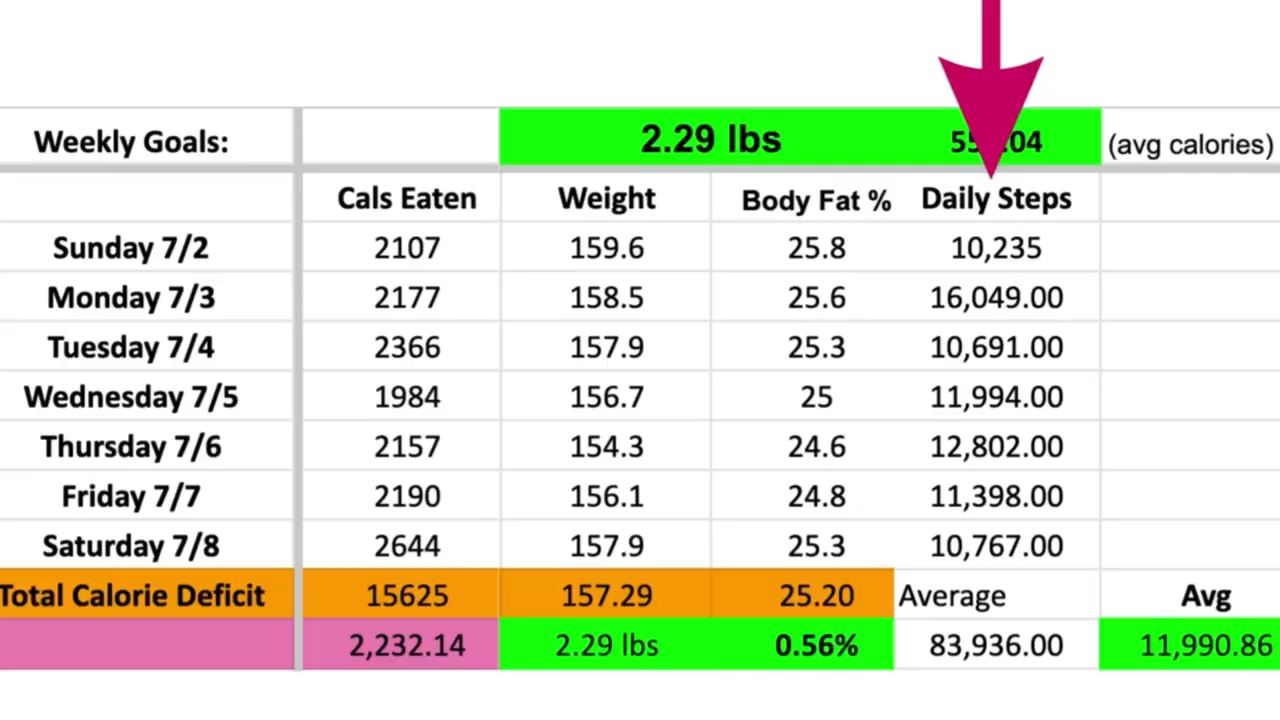 Weekly Goals: 2.29 lbs (avg calories)
Cals Eaten Weight Body Fat % Daily Steps
Sunday 7/2 2107 159.6 25.8 10,235
Monday 7/3 2177 158.5 25.6 16,049.00
Tuesday 7/4 2366 157.9 25.3 10,691.00
Wednesday 7/5 1984 156.7 25 11,994.00
Thursday 7/6 2157 154.3 24.6 12,802.00
Friday 7/7 2190 156.1 24.8 11,398.00
Saturday 7/8 2644 157.9 25.3 10,767.00
Total Calorie Deficit 15625 157.29 25.20 Average Avg
2,232.14 2.29 lbs 0.56% 83,936.00 11,990.86